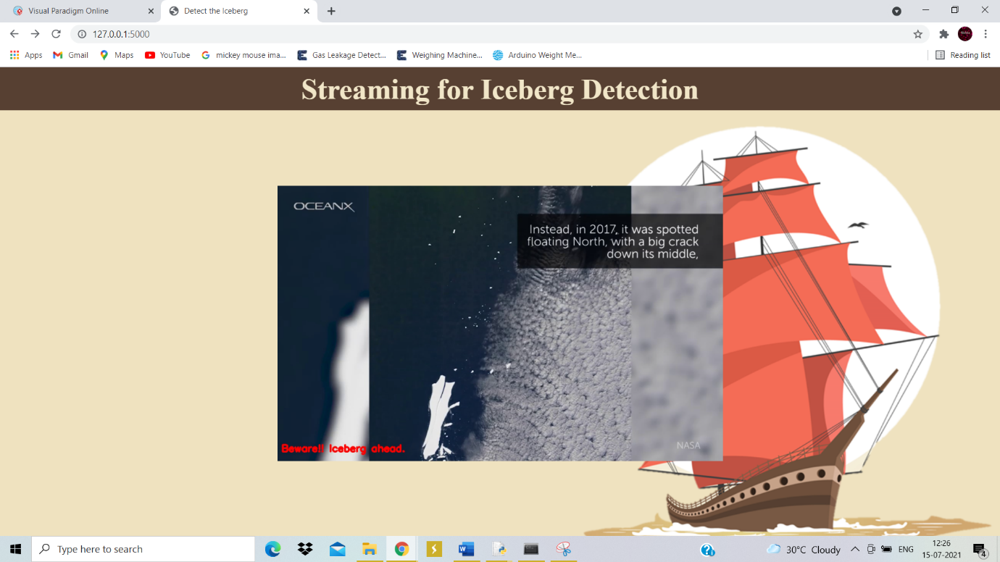 Visual Paradigm Online
Detect the Iceberg
127.0.0.1:5000
Apps
Gmail
Maps
YouTube
mickey mouse ima...
Gas Leakage Detect...
Weighing Machine...
Arduino Weight Me...
Reading list
Streaming for Iceberg Detection
OCEANX
Instead, in 2017, it was spotted
floating North, with a big crack
down its middle,
NASA
Beware!! Iceberg ahead.
Type here to search
30°C Cloudy
ENG
12:26
15-07-2021
4